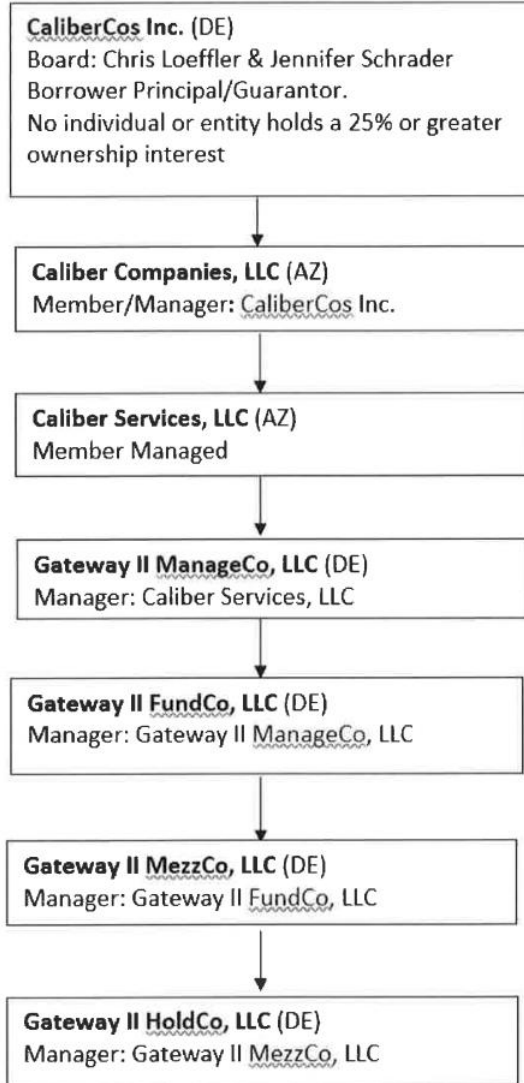 CaliberCos Inc. (DE)
Board: Chris Loeffler & Jennifer Schrader
Borrower Principal/Guarantor.
No individual or entity holds a 25% or greater
ownership interest
Caliber Companies, LLC (AZ)
Member/Manager: CaliberCos Inc.
Caliber Services, LLC (AZ)
Member Managed
Gateway II ManageCo, LLC (DE)
Manager: Caliber Services, LLC
Gateway II FundCo, LLC (DE)
Manager: Gateway II ManageCo, LLC
Gateway II MezzCo, LLC (DE)
Manager: Gateway II FundCo, LLC
Gateway II HoldCo, LLC (DE)
Manager: Gateway II MezzCo, LLC